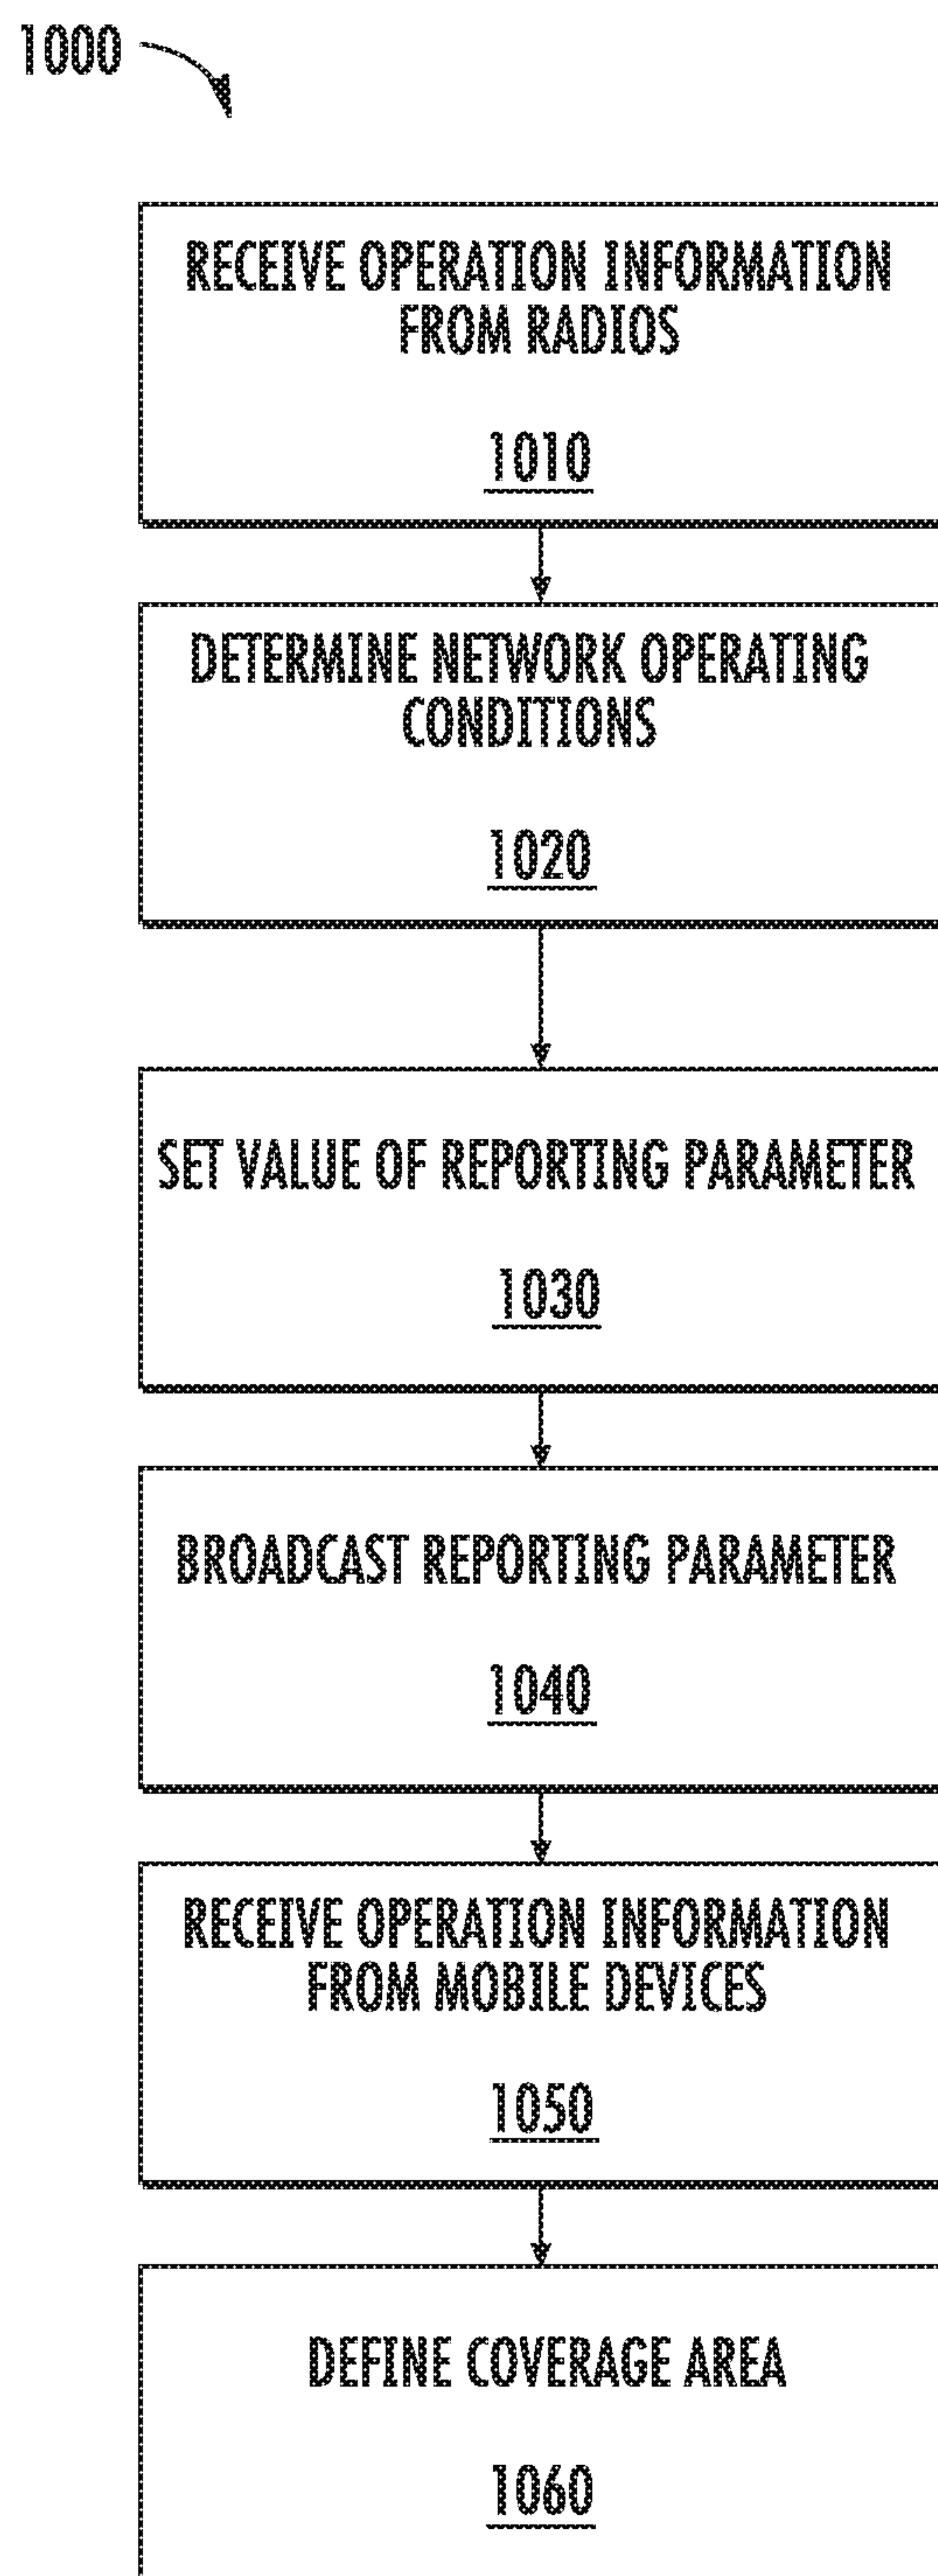 1000
RECEIVE OPERATION INFORMATION
FROM RADIOS
1010
DETERMINE NETWORK OPERATING
CONDITIONS
1020
SET VALUE OF REPORTING PARAMETER
1030
BROADCAST REPORTING PARAMETER
1040
RECEIVE OPERATION INFORMATION
FROM MOBILE DEVICES
1050
DEFINE COVERAGE AREA
1060